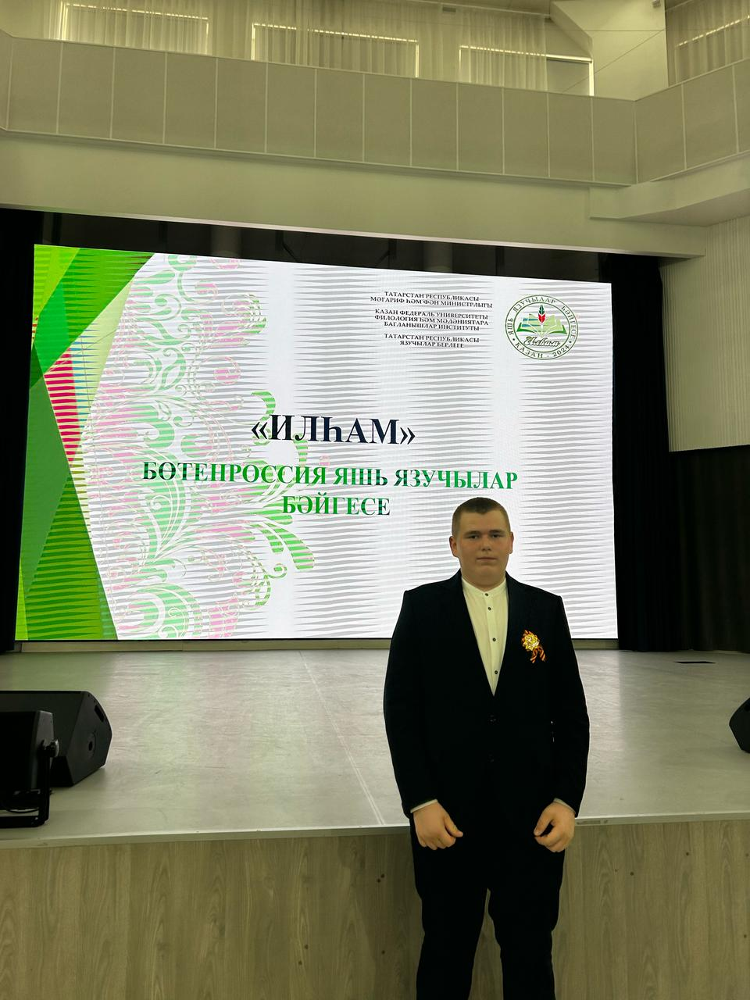 ТАТАРСТАН РЕСПУБЛИКАСЫ
МӘГАРИФ ҺӘМ ФӘН МИНИСТРЛЫГЫ
КАЗАН ФЕДЕРАЛЬ УНИВЕРСИТЕТЫ
ФИЛОЛОГИЯ ҺӘМ МӘДӘНИЯТАРА
БАГЛАНЫШЛАР ИНСТИТУТЫ
ТАТАРСТАН РЕСПУБЛИКАСЫ
ЯЗУЧЫЛАР БЕРЛЕГЕ
ЯШЬ ЯЗУЧЫЛАР БӘЙГЕСЕ
Илһам
КАЗАН - 2024
«ИЛҺАМ»
БӨТЕНРОССИЯ ЯШЬ ЯЗУЧЫЛАР
БӘЙГЕСЕ